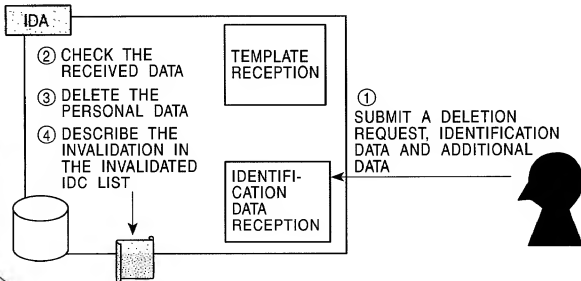 IDA
② CHECK THE
RECEIVED DATA
③ DELETE THE
PERSONAL DATA
④ DESCRIBE THE
INVALIDATION IN
THE INVALIDATED
IDC LIST
TEMPLATE
RECEPTION
IDENTIFI-
CATION
DATA
RECEPTION
①
SUBMIT A DELETION
REQUEST, IDENTIFICATION
DATA AND ADDITIONAL
DATA